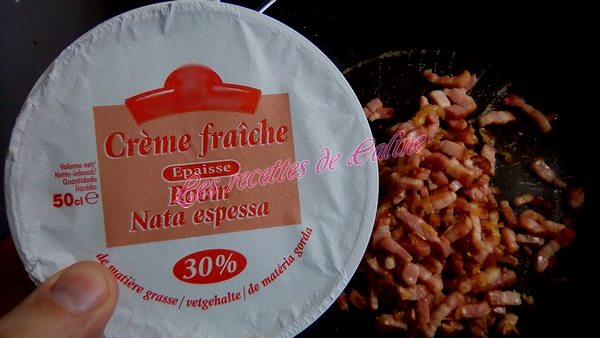 Crème fraîche
Epaisse
Room
Nata espessa
Volume net/
Netto-inhoud/
Quantidade
líquida
50cl e
30%
de matière grasse / vetgehalte / de matéria gorda
Les recettes de Celine